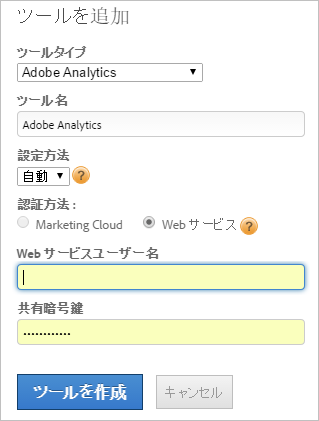 ツールを追加
ツールタイプ
Adobe Analytics
ツール名
Adobe Analytics
設定方法
自動
?
認証方法 :
Marketing Cloud
Web サービス
?
Web サービスユーザー名
共有暗号鍵
••••••••••••
ツールを作成
キャンセル